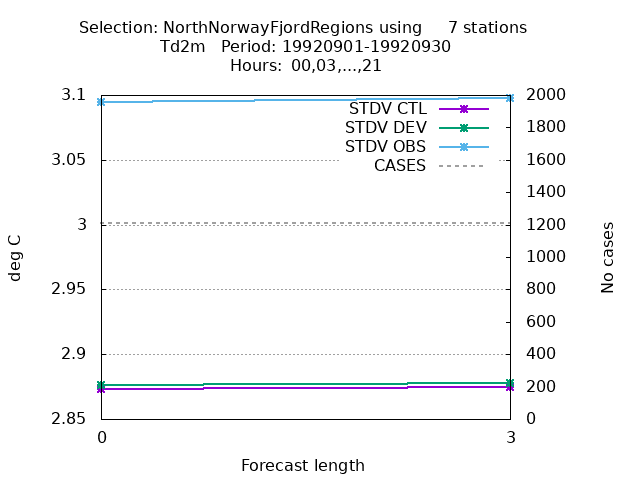 Selection: NorthNorwayFjordRegions using     7 stations
Td2m   Period: 19920901-19920930
Hours:  00,03,...,21
3.1
3.05
3
2.95
2.9
2.85
2000
1800
1600
1400
1200
1000
800
600
400
200
0
STDV CTL
STDV DEV
STDV OBS
CASES
deg C
No cases
0
3
Forecast length